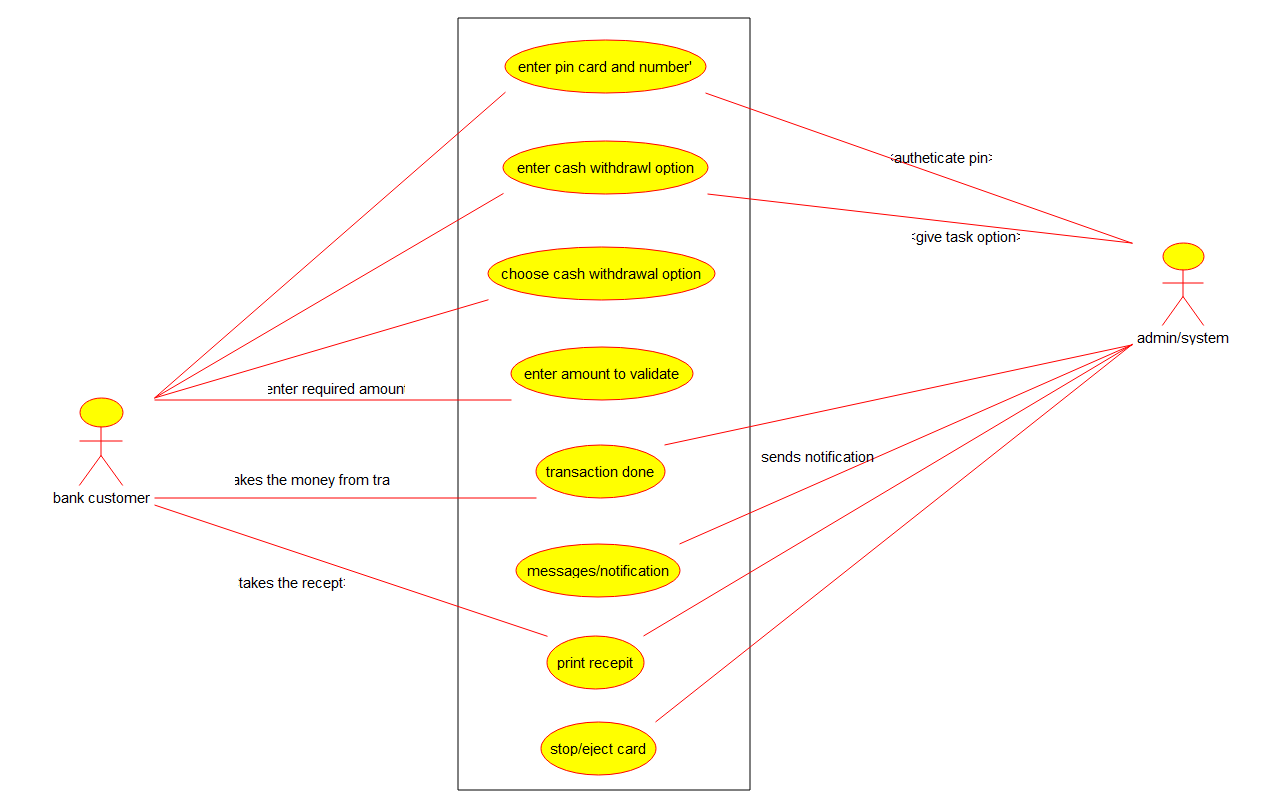 enter pin card and number'
<autheticate pin>
enter cash withdrawl option
<give task option>
choose cash withdrawal option
admin/system
enter amount to validate
enter required amount
sends notification
transaction done
akes the money from tra
bank customer
messages/notification
takes the recept
print recepit
stop/eject card